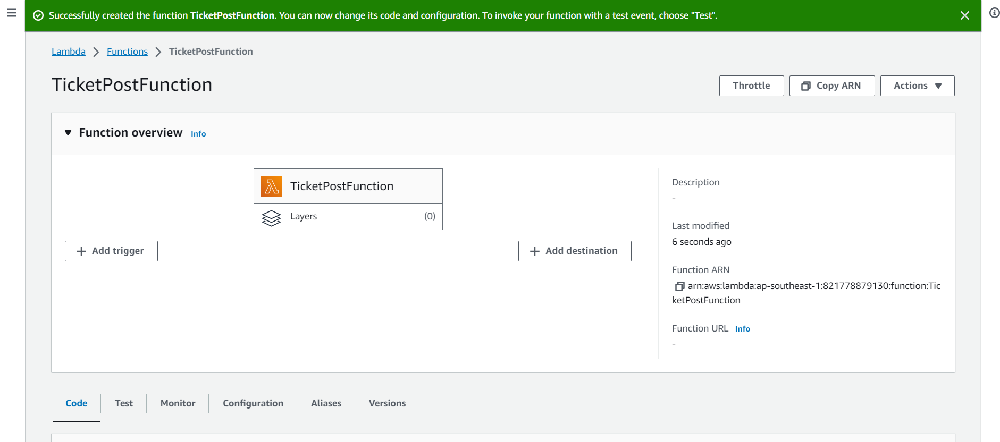 Successfully created the function TicketPostFunction. You can now change its code and configuration. To invoke your function with a test event, choose "Test".
Lambda Functions TicketPostFunction
TicketPostFunction
Throttle Copy ARN Actions
Function overview Info
TicketPostFunction
Layers (0)
Add trigger
Add destination
Description
-
Last modified
6 seconds ago
Function ARN
arn:aws:lambda:ap-southeast-1:821778879130:function:Tic
ketPostFunction
Function URL Info
-
Code Test Monitor Configuration Aliases Versions